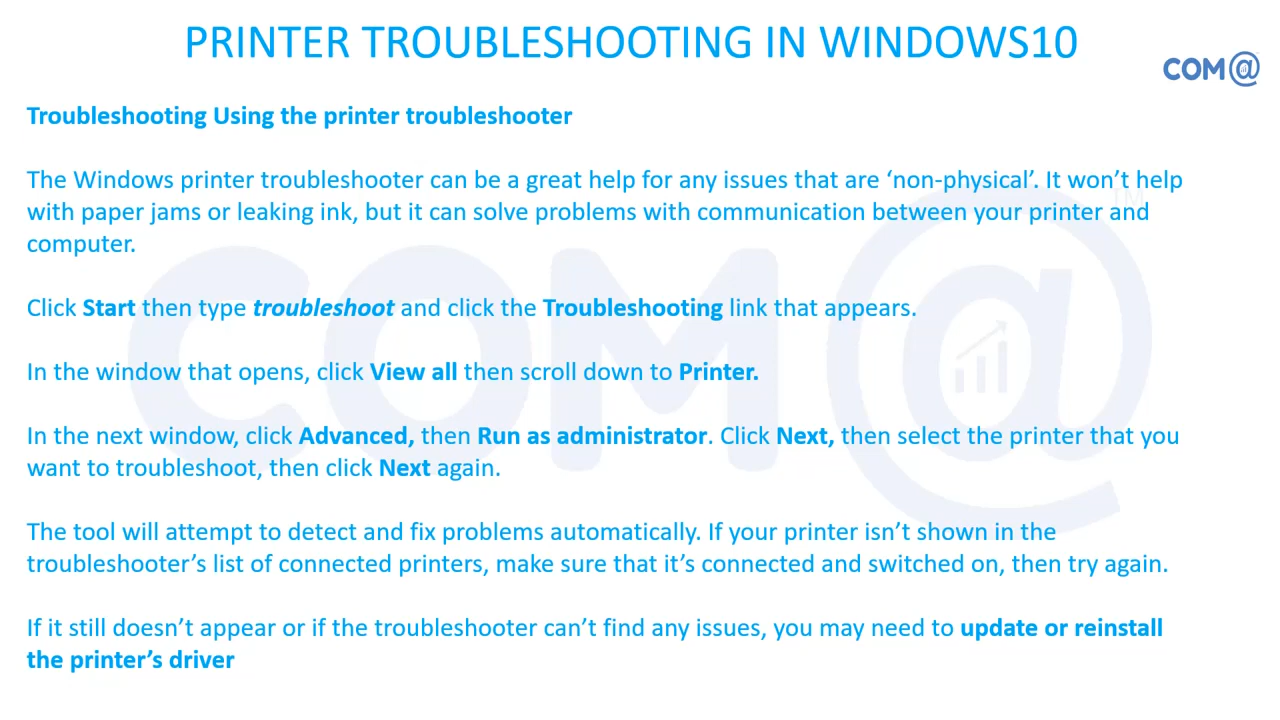 PRINTER TROUBLESHOOTING IN WINDOWS10
COM@
Troubleshooting Using the printer troubleshooter
The Windows printer troubleshooter can be a great help for any issues that are ‘non-physical’. It won’t help
with paper jams or leaking ink, but it can solve problems with communication between your printer and
computer.
Click Start then type troubleshoot and click the Troubleshooting link that appears.
In the window that opens, click View all then scroll down to Printer.
In the next window, click Advanced, then Run as administrator. Click Next, then select the printer that you
want to troubleshoot, then click Next again.
The tool will attempt to detect and fix problems automatically. If your printer isn’t shown in the
troubleshooter’s list of connected printers, make sure that it’s connected and switched on, then try again.
If it still doesn’t appear or if the troubleshooter can’t find any issues, you may need to update or reinstall
the printer’s driver
COM@
TM